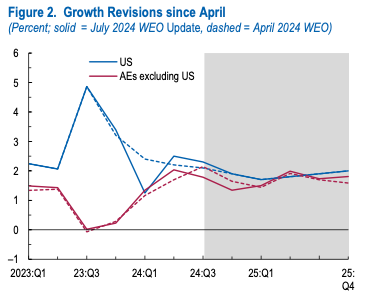 Figure 2. Growth Revisions since April
(Percent; solid = July 2024 WEO Update, dashed = April 2024 WEO)
6
5
4
3
2
1
0
–1
US
AEs excluding US
2023:Q1
23:Q3
24:Q1
24:Q3
25:Q1
25:
Q4